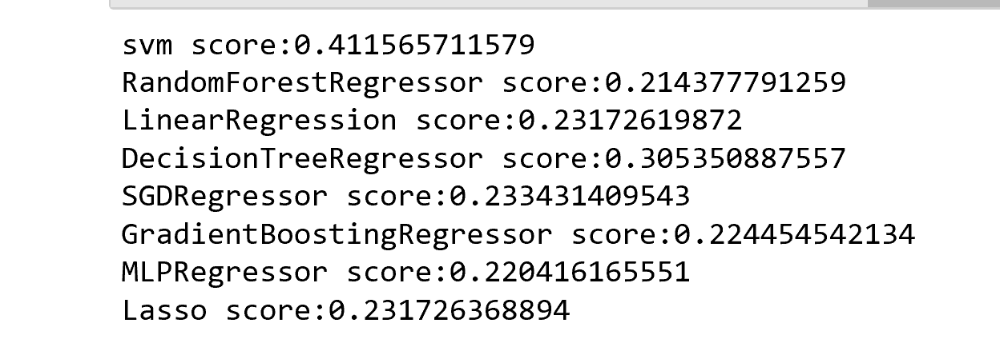 svm score:0.411565711579
RandomForestRegressor score:0.214377791259
LinearRegression score:0.23172619872
DecisionTreeRegressor score:0.305350887557
SGDRegressor score:0.233431409543
GradientBoostingRegressor score:0.224454542134
MLPRegressor score:0.220416165551
Lasso score:0.231726368894